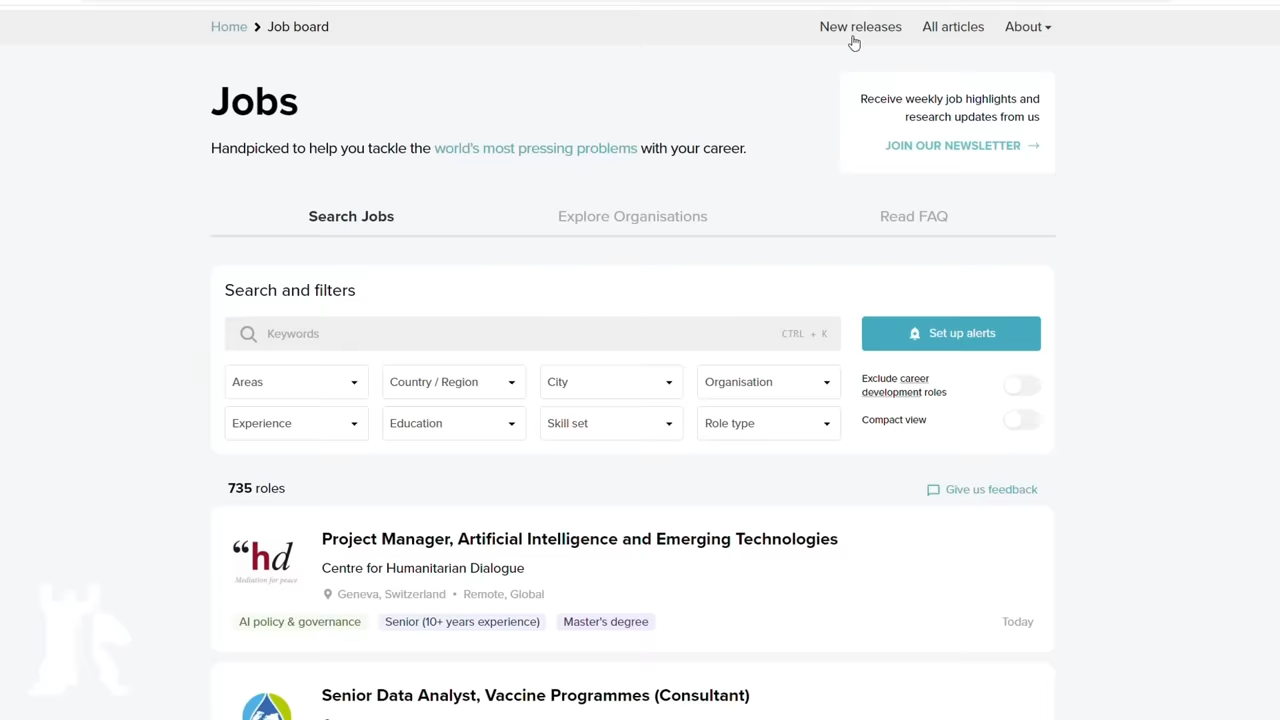 Home > Job board
New releases
All articles
About
Jobs
Handpicked to help you tackle the world's most pressing problems with your career.
Receive weekly job highlights and
research updates from us
JOIN OUR NEWSLETTER →
Search Jobs
Explore Organisations
Read FAQ
Search and filters
Keywords
CTRL + K
Set up alerts
Areas
Country / Region
City
Organisation
Exclude career
development roles
Experience
Education
Skill set
Role type
Compact view
735 roles
Give us feedback
“hd
Mediation for peace
Project Manager, Artificial Intelligence and Emerging Technologies
Centre for Humanitarian Dialogue
Geneva, Switzerland • Remote, Global
AI policy & governance
Senior (10+ years experience)
Master's degree
Today
Senior Data Analyst, Vaccine Programmes (Consultant)